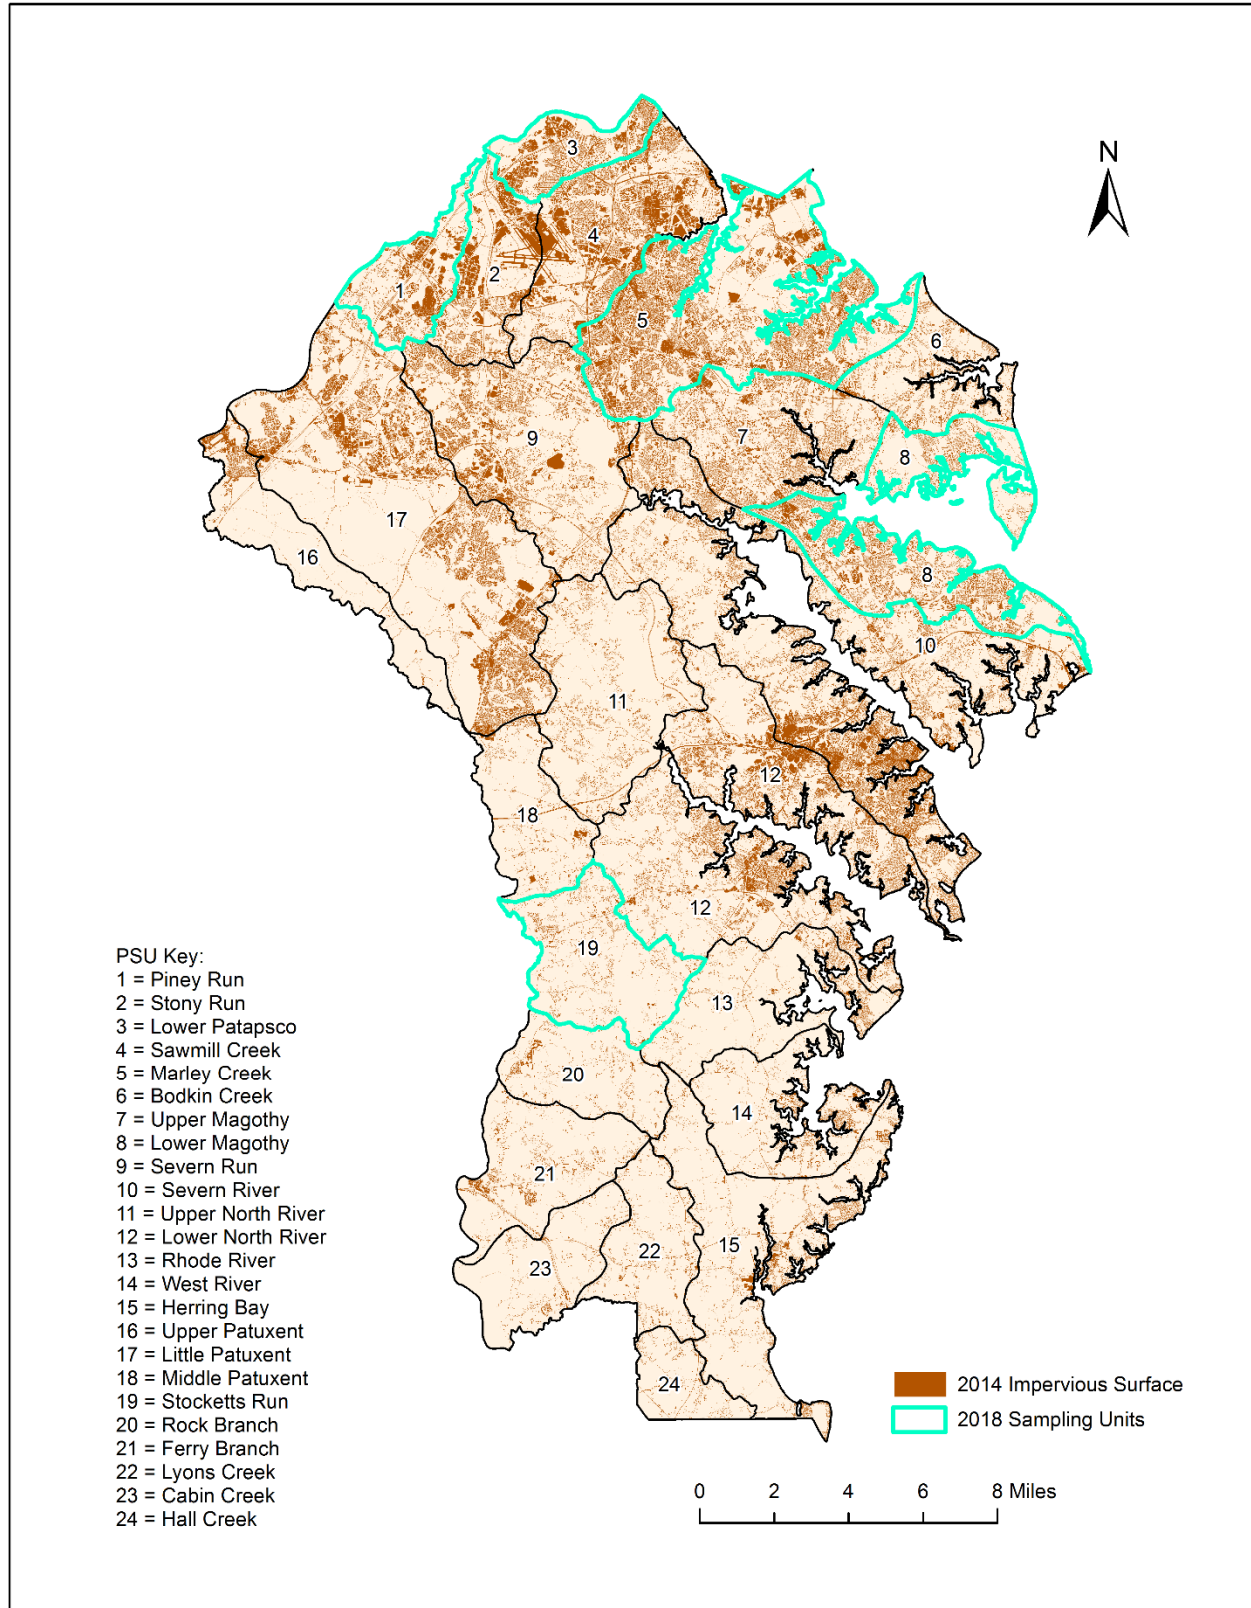 N
3
4
2
1
5
6
7
8
9
17
16
8
10
11
12
18
12
19
13
20
14
21
15
22
23
24
PSU Key:
1 = Piney Run
2 = Stony Run
3 = Lower Patapsco
4 = Sawmill Creek
5 = Marley Creek
6 = Bodkin Creek
7 = Upper Magothy
8 = Lower Magothy
9 = Severn Run
10 = Severn River
11 = Upper North River
12 = Lower North River
13 = Rhode River
14 = West River
15 = Herring Bay
16 = Upper Patuxent
17 = Little Patuxent
18 = Middle Patuxent
19 = Stocketts Run
20 = Rock Branch
21 = Ferry Branch
22 = Lyons Creek
23 = Cabin Creek
24 = Hall Creek
2014 Impervious Surface
2018 Sampling Units
0 2 4 6 8 Miles